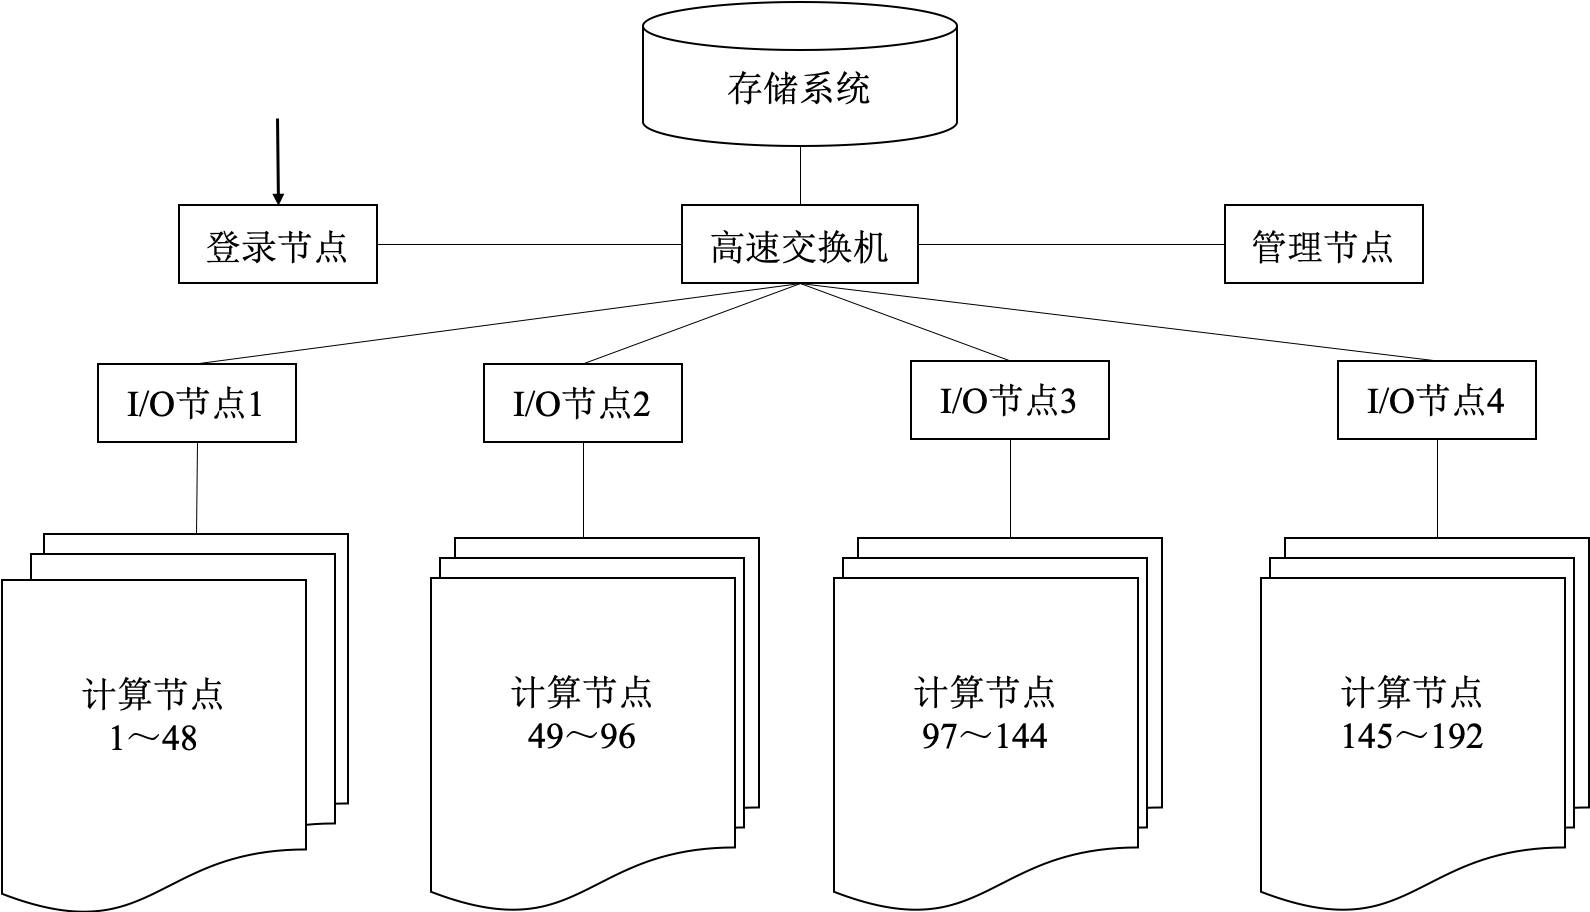 存储系统
登录节点
高速交换机
管理节点
I/O节点1
I/O节点2
I/O节点3
I/O节点4
计算节点
1～48
计算节点
49～96
计算节点
97～144
计算节点
145～192